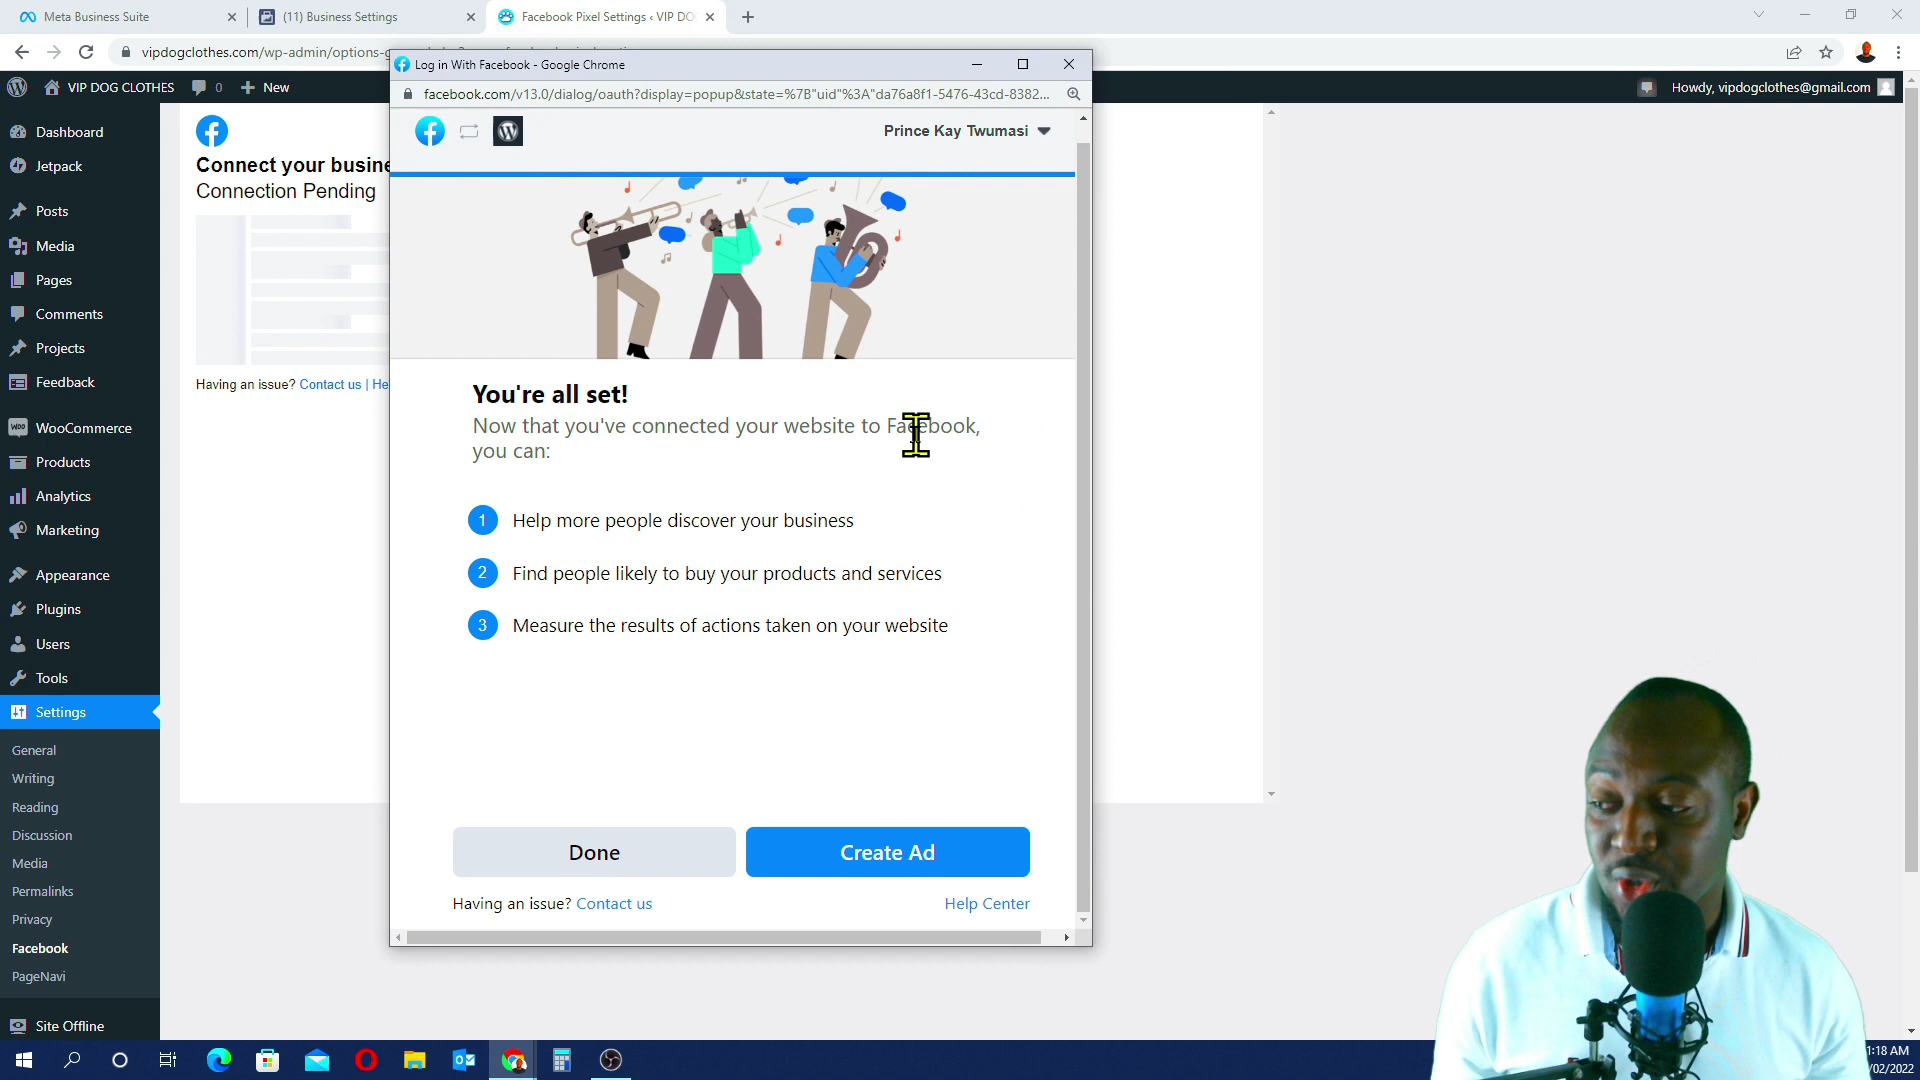 Meta Business Suite
(11) Business Settings
Facebook Pixel Settings ‹ VIP DO
vipdogclothes.com/wp-admin/options-g
Log in With Facebook - Google Chrome
facebook.com/v13.0/dialog/oauth?display=popup&state=%7B"uid"%3A"da76a8f1-5476-43cd-8382...
VIP DOG CLOTHES
0
New
Howdy, vipdogclothes@gmail.com
Dashboard
Jetpack
Posts
Media
Pages
Comments
Projects
Feedback
WooCommerce
Products
Analytics
Marketing
Appearance
Plugins
Users
Tools
Settings
General
Writing
Reading
Discussion
Media
Permalinks
Privacy
Facebook
PageNavi
Site Offline
Connect your busine
Connection Pending
Having an issue? Contact us | He
Prince Kay Twumasi
You're all set!
Now that you've connected your website to Facebook,
you can:
1 Help more people discover your business
2 Find people likely to buy your products and services
3 Measure the results of actions taken on your website
Done
Create Ad
Having an issue? Contact us
Help Center
1:18 AM
/02/2022